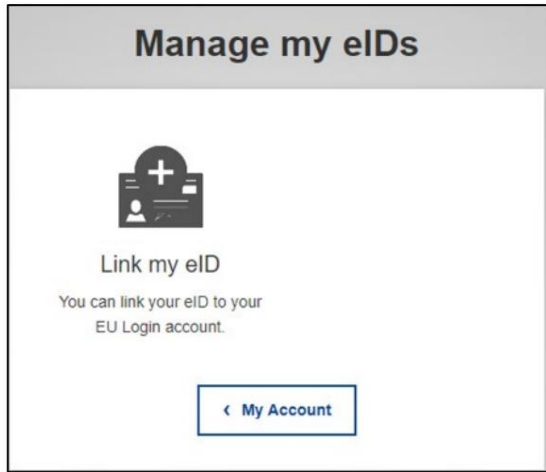 Manage my eIDs
Link my eID
You can link your eID to your
EU Login account.
‹ My Account